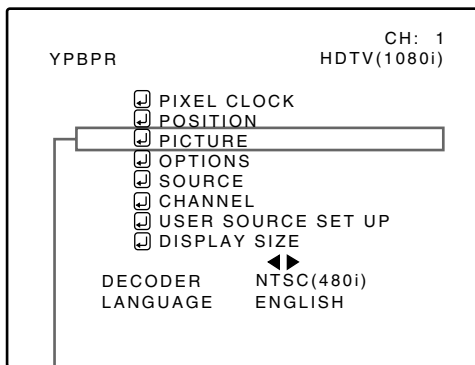 CH: 1
YPBPR HDTV(1080i)
PIXEL CLOCK
POSITION
PICTURE
OPTIONS
SOURCE
CHANNEL
USER SOURCE SET UP
DISPLAY SIZE
DECODER NTSC(480i)
LANGUAGE ENGLISH